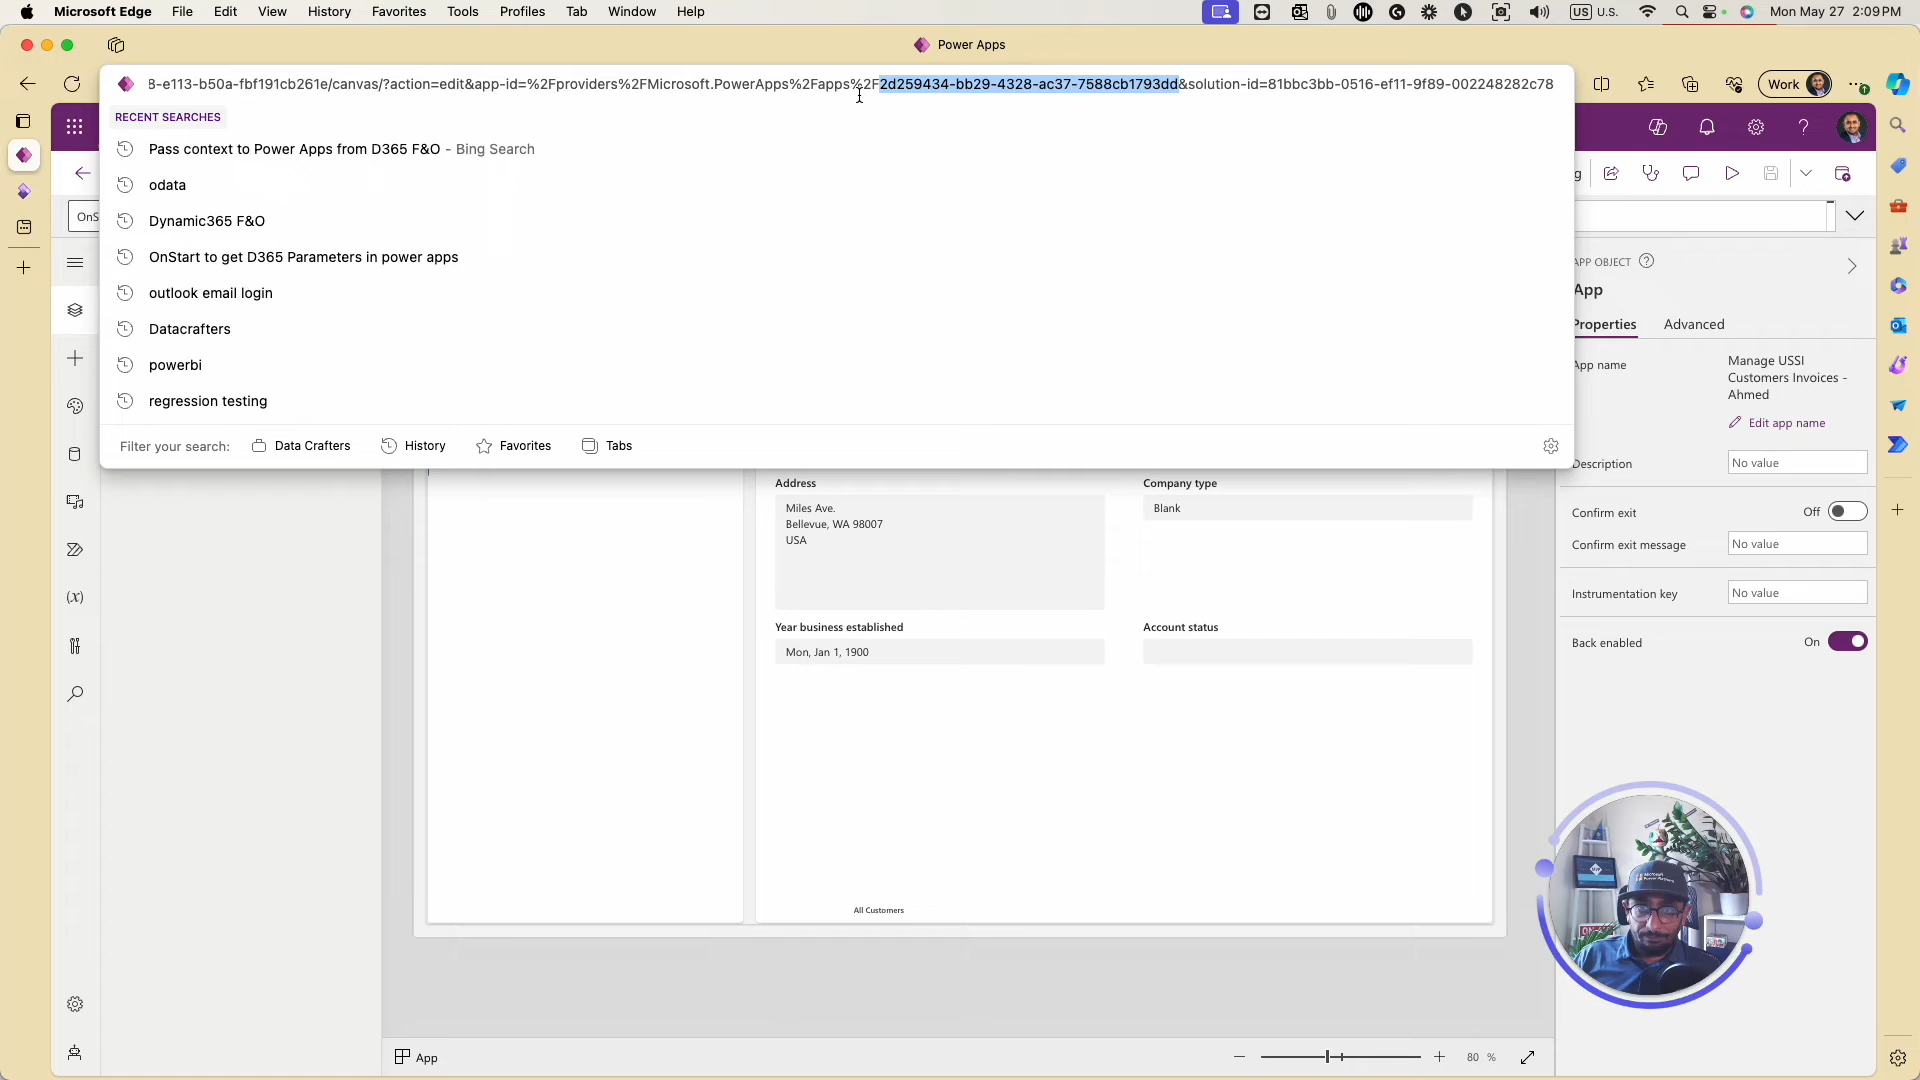 Microsoft Edge File Edit View History Favorites Tools Profiles Tab Window Help
US U.S. Mon May 27 2:09 PM
Power Apps
8-e113-b50a-fbf191cb261e/canvas/?action=edit&app-id=%2Fproviders%2FMicrosoft.PowerApps%2Fapps%2F2d259434-bb29-4328-ac37-7588cb1793dd&solution-id=81bbc3bb-0516-ef11-9f89-002248282c78
Work
RECENT SEARCHES
Pass context to Power Apps from D365 F&O - Bing Search
odata
g
OnS
Dynamic365 F&O
OnStart to get D365 Parameters in power apps
outlook email login
Datacrafters
powerbi
regression testing
Filter your search: Data Crafters History Favorites Tabs
APP OBJECT
App
Properties Advanced
App name
Manage USSI
Customers Invoices -
Ahmed
Edit app name
Description No value
Confirm exit Off
Confirm exit message No value
Instrumentation key No value
Back enabled On
Address
Miles Ave.
Bellevue, WA 98007
USA
Company type
Blank
Year business established
Mon, Jan 1, 1900
Account status
All Customers
(x)
App
80 %